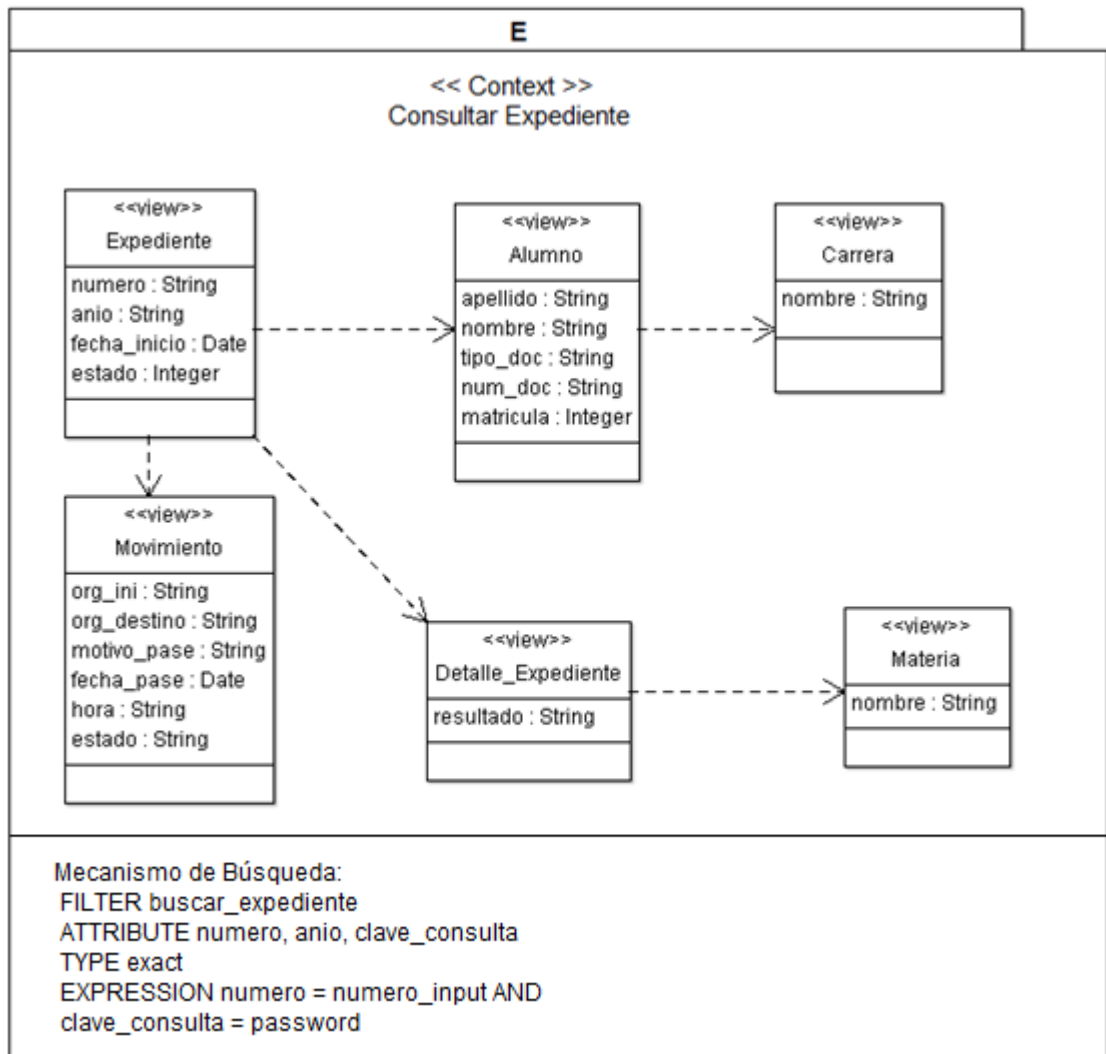 E
<< Context >>
Consultar Expediente
<<view>>
Expediente
numero : String
anio : String
fecha_inicio : Date
estado : Integer
<<view>>
Alumno
apellido : String
nombre : String
tipo_doc : String
num_doc : String
matricula : Integer
<<view>>
Carrera
nombre : String
<<view>>
Movimiento
org_ini : String
org_destino : String
motivo_pase : String
fecha_pase : Date
hora : String
estado : String
<<view>>
Detalle_Expediente
resultado : String
<<view>>
Materia
nombre : String
Mecanismo de Búsqueda:
FILTER buscar_expediente
ATTRIBUTE numero, anio, clave_consulta
TYPE exact
EXPRESSION numero = numero_input AND
clave_consulta = password